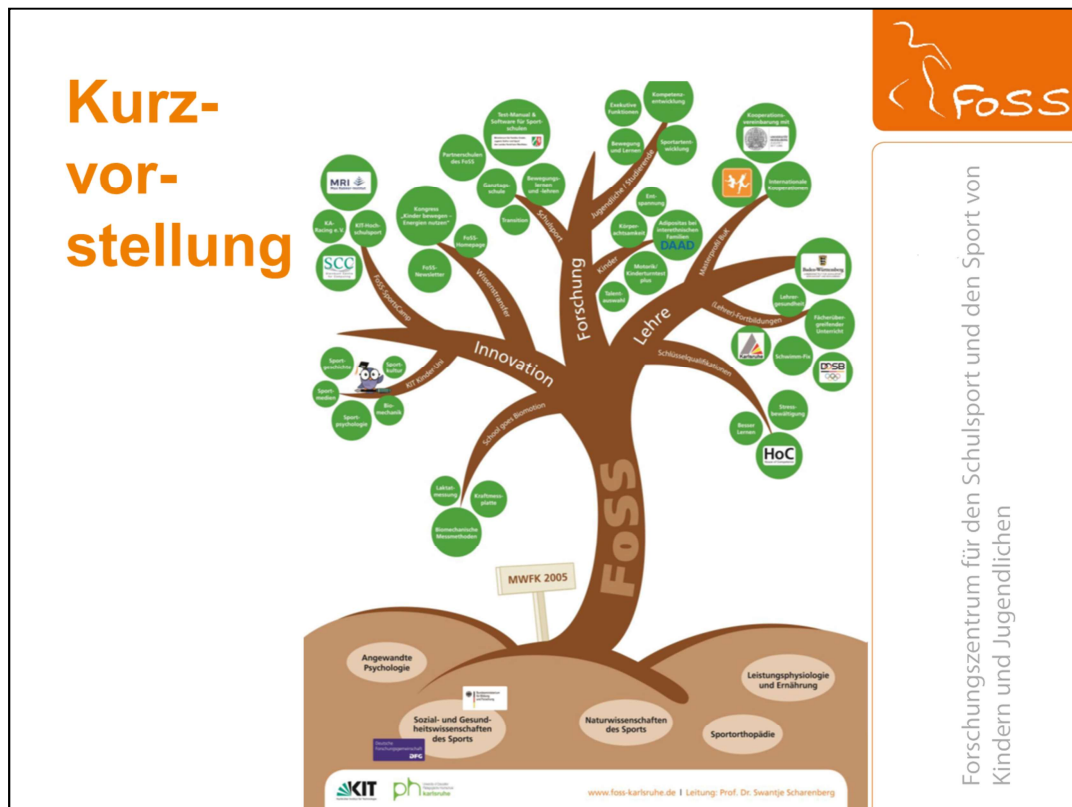 Kurz-
vor-
stellung
FoSS
Forschungszentrum für den Schulsport und den Sport von
Kindern und Jugendlichen
MRI
KA-
Racing e. V.
KIT-Hoch-
schulsport
SCC
FoSS-SportsCamp
Kongress
„Kinder bewegen –
Energien nutzen“
FoSS-
Homepage
FoSS-
Newsletter
Wissenstransfer
Innovation
Sport-
geschichte
Sport-
kultur
Sport-
medien
Sport-
psychologie
Bio-
mechanik
KIT Kinder-Uni
School goes Biomotion
Laktat-
messung
Kraftmess-
platte
Biomechanische
Messmethoden
Test-Manual &
Software für Sport-
schulen
Partnerschulen
des FoSS
Ganztags-
schule
Bewegungs-
lernen
und -lehren
Transition
Schulsport
Forschung
Exekutive
Funktionen
Kompetenz-
entwicklung
Bewegung
und Lernen
Sportartent-
wicklung
Jugendliche / Studierende
Ent-
spannung
Körper-
achtsamkeit
Adipositas bei
interethnischen
Familien
DAAD
Motorik/
Kinderturntest
plus
Talent-
auswahl
Kinder
Lehre
Kooperations-
vereinbarung mit
Internationale
Kooperationen
Masterprofil BuK
Baden-Württemberg
Lehrer-
gesundheit
(Lehrer)-Fortbildungen
Fächerüber-
greifender
Unterricht
Karlsruhe
Schwimm-Fix
DOSB
Schlüsselqualifikationen
Stress-
bewältigung
Besser
Lernen
HoC
FoSS
MWFK 2005
Angewandte
Psychologie
Sozial- und Gesund-
heitswissenschaften
des Sports
Deutsche
Forschungsgemeinschaft
DFG
Naturwissenschaften
des Sports
Leistungsphysiologie
und Ernährung
Sportorthopädie
KIT
ph
karlsruhe
www.foss-karlsruhe.de I Leitung: Prof. Dr. Swantje Scharenberg